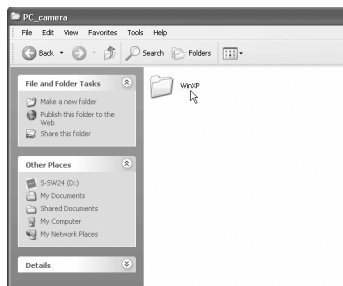 PC_camera
File Edit View Favorites Tools Help
Back Search Folders
File and Folder Tasks
Make a new folder
Publish this folder to the
Web
Share this folder
WinXP
Other Places
S-SW24 (D:)
My Documents
Shared Documents
My Computer
My Network Places
Details